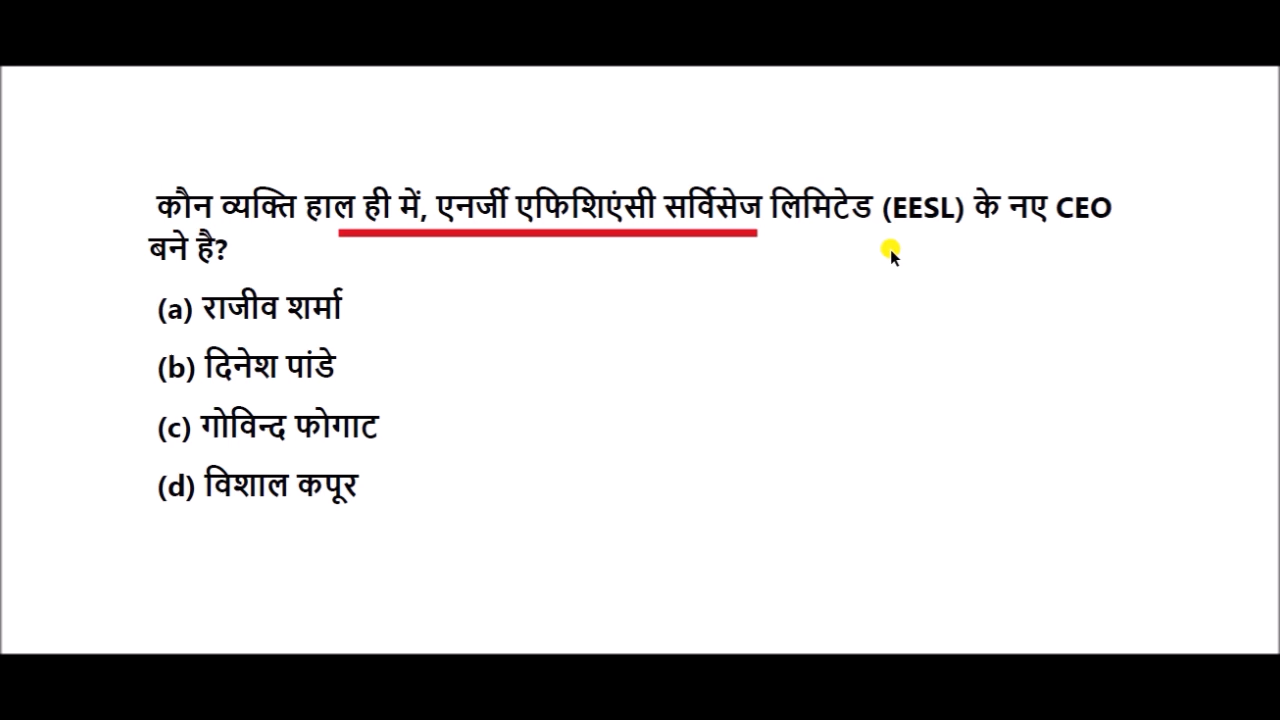 कौन व्यक्ति हाल ही में, एनर्जी एफिशिएंसी सर्विसेज लिमिटेड (EESL) के नए CEO
बने है?
(a) राजीव शर्मा
(b) दिनेश पांडे
(c) गोविन्द फोगाट
(d) विशाल कपूर